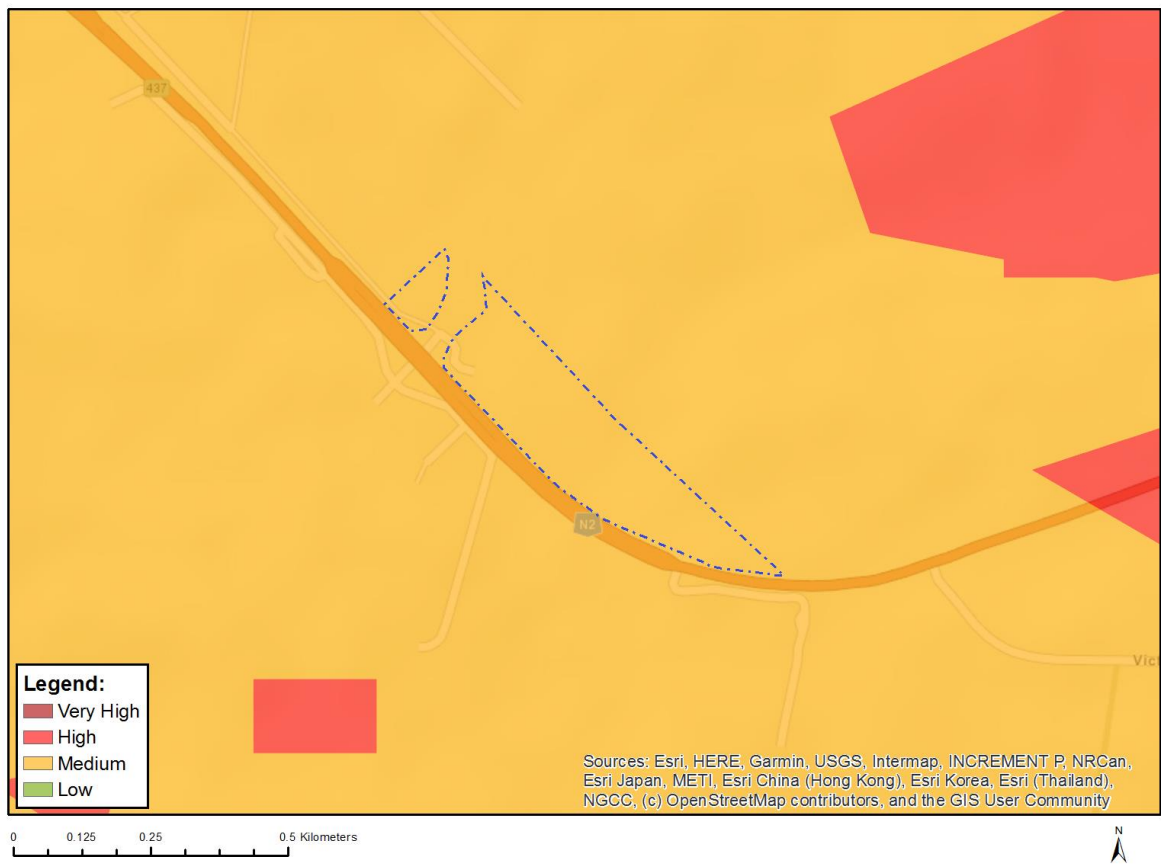 437
N2
Vict
Legend:
Very High
High
Medium
Low
Sources: Esri, HERE, Garmin, USGS, Intermap, INCREMENT P, NRCan,
Esri Japan, METI, Esri China (Hong Kong), Esri Korea, Esri (Thailand),
NGCC, (c) OpenStreetMap contributors, and the GIS User Community
0 0.125 0.25 0.5 Kilometers
N